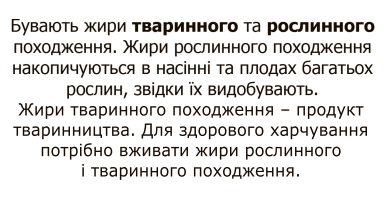 Бувають жири тваринного та рослинного
походження. Жири рослинного походження
накопичуються в насінні та плодах багатьох
рослин, звідки їх видобувають.
Жири тваринного походження – продукт
тваринництва. Для здорового харчування
потрібно вживати жири рослинного
і тваринного походження.